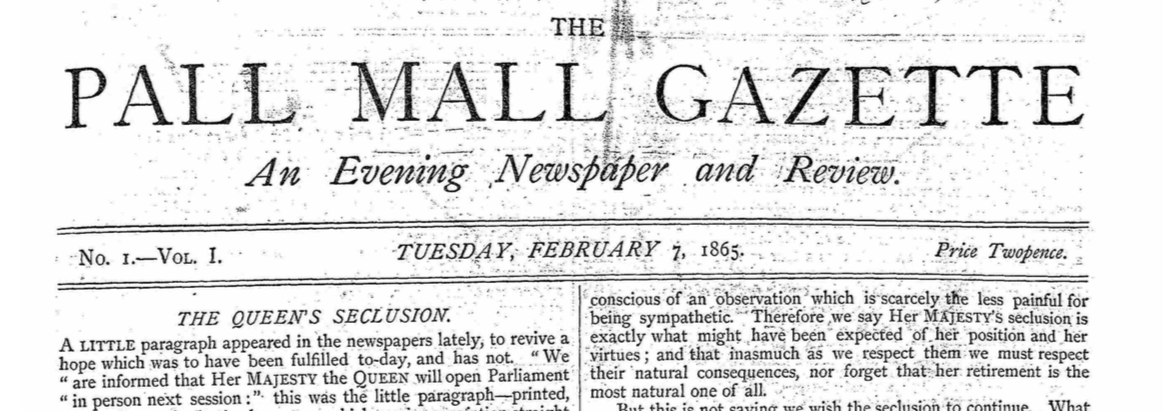 THE
PALL MALL GAZETTE
An Evening Newspaper and Review.
No. 1.—VOL. I.
TUESDAY, FEBRUARY 7, 1865.
Price Twopence.
THE QUEEN'S SECLUSION.
A LITTLE paragraph appeared in the newspapers lately, to revive a
hope which was to have been fulfilled to-day, and has not. "We
"are informed that Her MAJESTY the QUEEN will open Parliament
"in person next session:" this was the little paragraph—printed,
conscious of an observation which is scarcely the less painful for
being sympathetic. Therefore we say Her MAJESTY'S seclusion is
exactly what might have been expected of her position and her
virtues; and that inasmuch as we respect them we must respect
their natural consequences, nor forget that her retirement is the
most natural one of all.
But this is not saying we wish the seclusion to continue. What